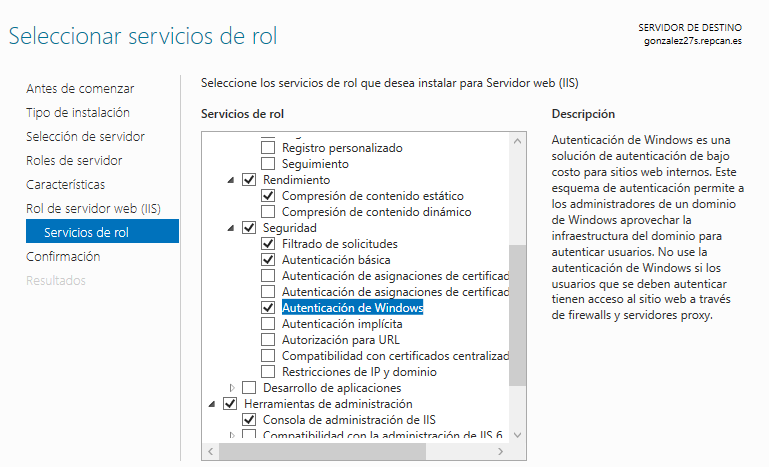 Seleccionar servicios de rol
SERVIDOR DE DESTINO
gonzalez27s.repcan.es
Antes de comenzar
Tipo de instalación
Selección de servidor
Roles de servidor
Características
Rol de servidor web (IIS)
Servicios de rol
Confirmación
Resultados
Seleccione los servicios de rol que desea instalar para Servidor web (IIS)
Servicios de rol
Registro personalizado
Seguimiento
Rendimiento
Compresión de contenido estático
Compresión de contenido dinámico
Seguridad
Filtrado de solicitudes
Autenticación básica
Autenticación de asignaciones de certificad
Autenticación de asignaciones de certificad
Autenticación de Windows
Autenticación implícita
Autorización para URL
Compatibilidad con certificados centralizad
Restricciones de IP y dominio
Desarrollo de aplicaciones
Herramientas de administración
Consola de administración de IIS
Compatibilidad con la administración de IIS 6
Descripción
Autenticación de Windows es una
solución de autenticación de bajo
costo para sitios web internos. Este
esquema de autenticación permite a
los administradores de un dominio
de Windows aprovechar la
infraestructura del dominio para
autenticar usuarios. No use la
autenticación de Windows si los
usuarios que se deben autenticar
tienen acceso al sitio web a través
de firewalls y servidores proxy.